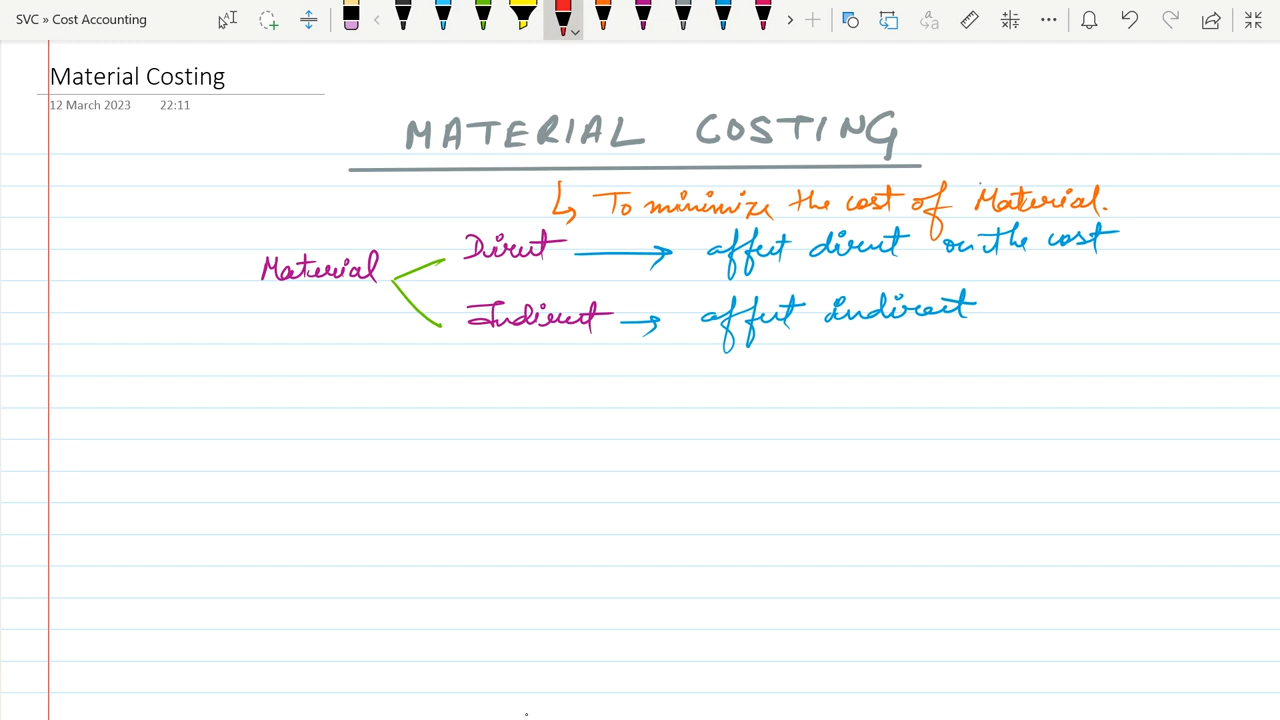 SVC » Cost Accounting
Material Costing
12 March 2023 22:11
MATERIAL COSTING
↳ To minimize the cost of Material.
Material
Direct → affect direct on the cost
Indirect → affect indirect